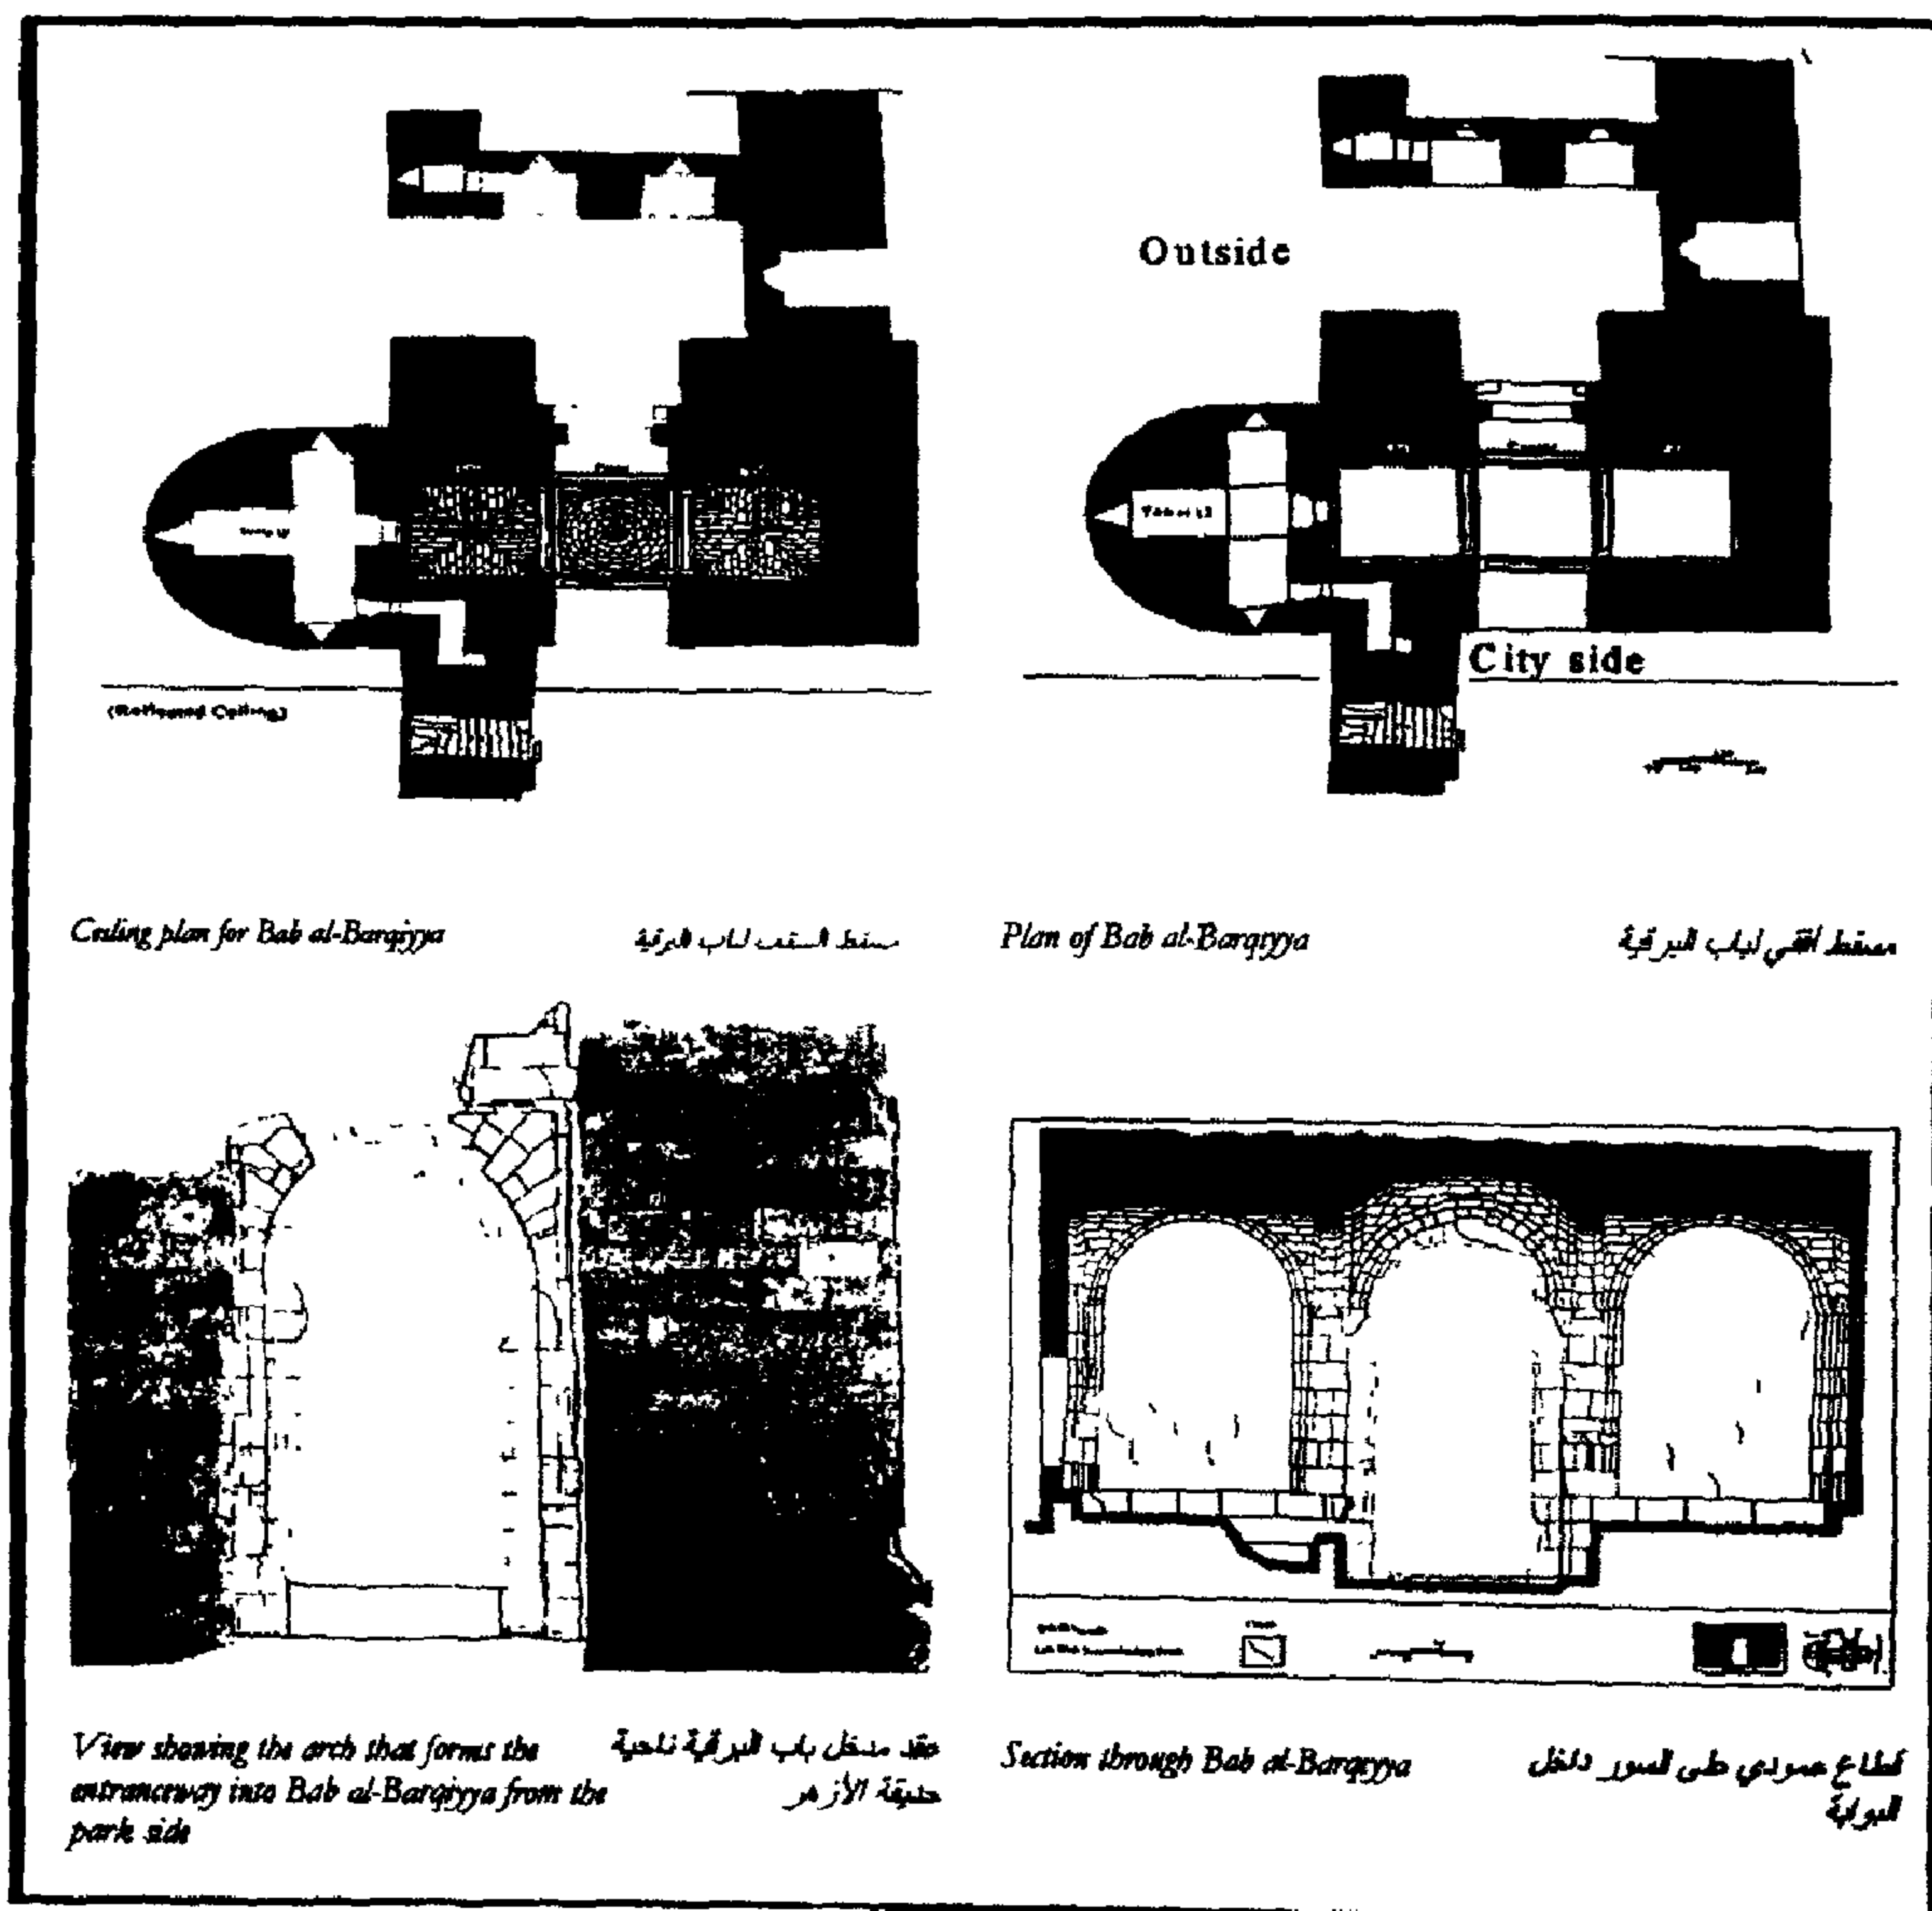 Outside
City side
(Reflected Ceiling)
Ceiling plan for Bab al-Barqiyya
مسقط السقف لباب البرقية
Plan of Bab al-Barqiyya
مسقط أفقي لباب البرقية
View showing the arch that forms the
entranceway into Bab al-Barqiyya from the
park side
عقد مدخل باب البرقية ناحية
حديقة الأزهر
Section through Bab al-Barqiyya
قطاع عمودي على السور داخل
البوابة